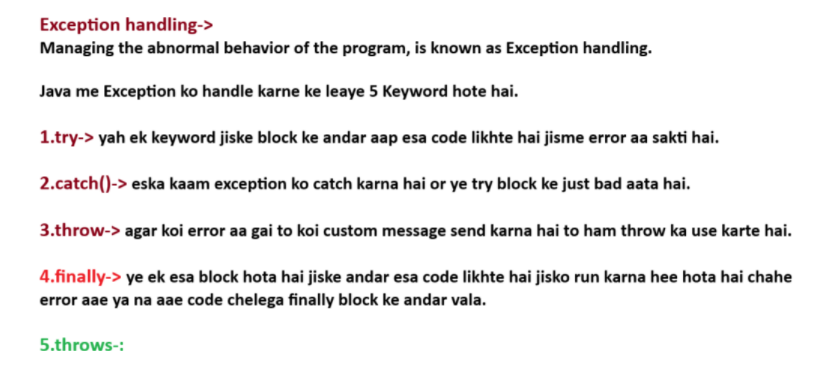 Exception handling->
Managing the abnormal behavior of the program, is known as Exception handling.
Java me Exception ko handle karne ke leaye 5 Keyword hote hai.
1.try-> yah ek keyword jiske block ke andar aap esa code likhte hai jisme error aa sakti hai.
2.catch()-> eska kaam exception ko catch karna hai or ye try block ke just bad aata hai.
3.throw-> agar koi error aa gai to koi custom message send karna hai to ham throw ka use karte hai.
4.finally-> ye ek esa block hota hai jiske andar esa code likhte hai jisko run karna hee hota hai chahe
error aae ya na aae code chelega finally block ke andar vala.
5.throws-: